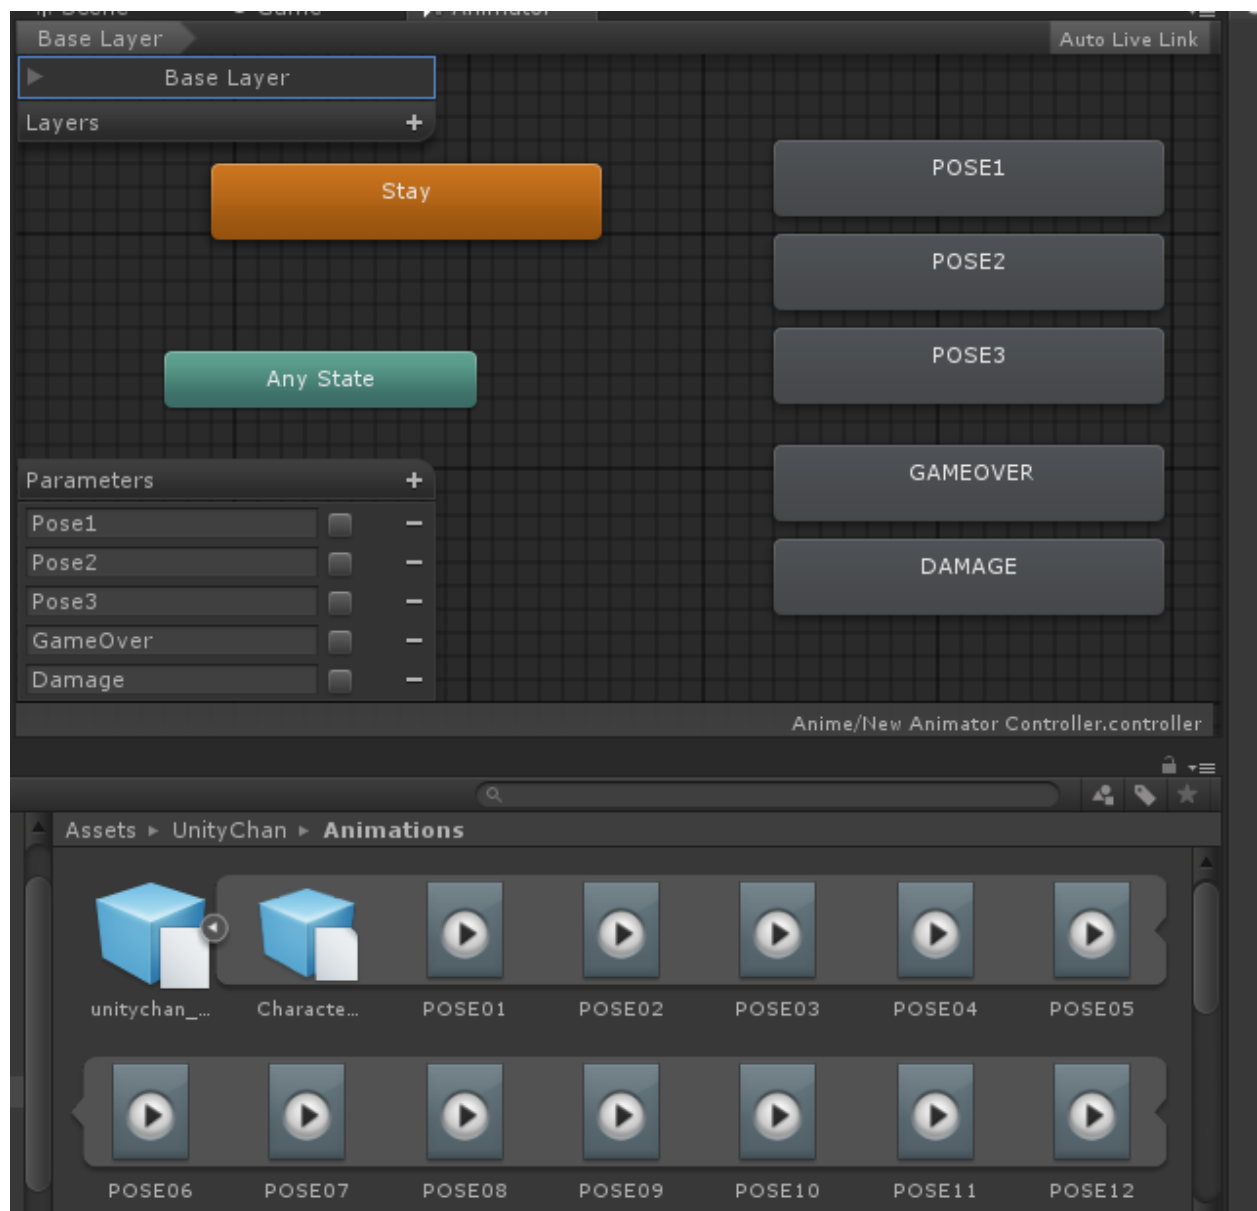 Base Layer
Auto Live Link
Base Layer
Layers
Stay
POSE1
POSE2
POSE3
Any State
GAMEOVER
DAMAGE
Parameters
Pose1
Pose2
Pose3
GameOver
Damage
Anime/New Animator Controller.controller
Assets ▸ UnityChan ▸ Animations
unitychan_...
Characte...
POSE01
POSE02
POSE03
POSE04
POSE05
POSE06
POSE07
POSE08
POSE09
POSE10
POSE11
POSE12